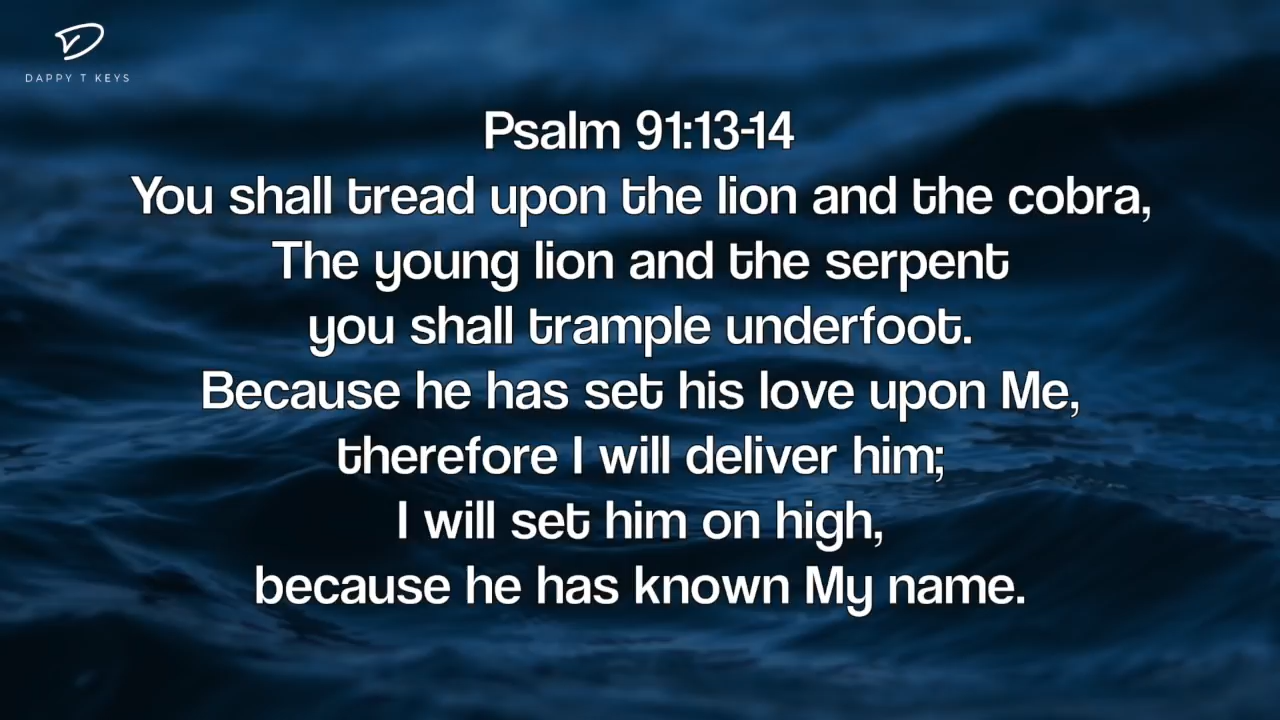 DAPPY T KEYS
Psalm 91:13-14
You shall tread upon the lion and the cobra,
The young lion and the serpent
you shall trample underfoot.
Because he has set his love upon Me,
therefore I will deliver him;
I will set him on high,
because he has known My name.